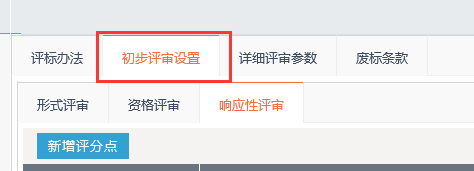 评标办法 初步评审设置 详细评审参数 废标条款
形式评审 资格评审 响应性评审
新增评分点